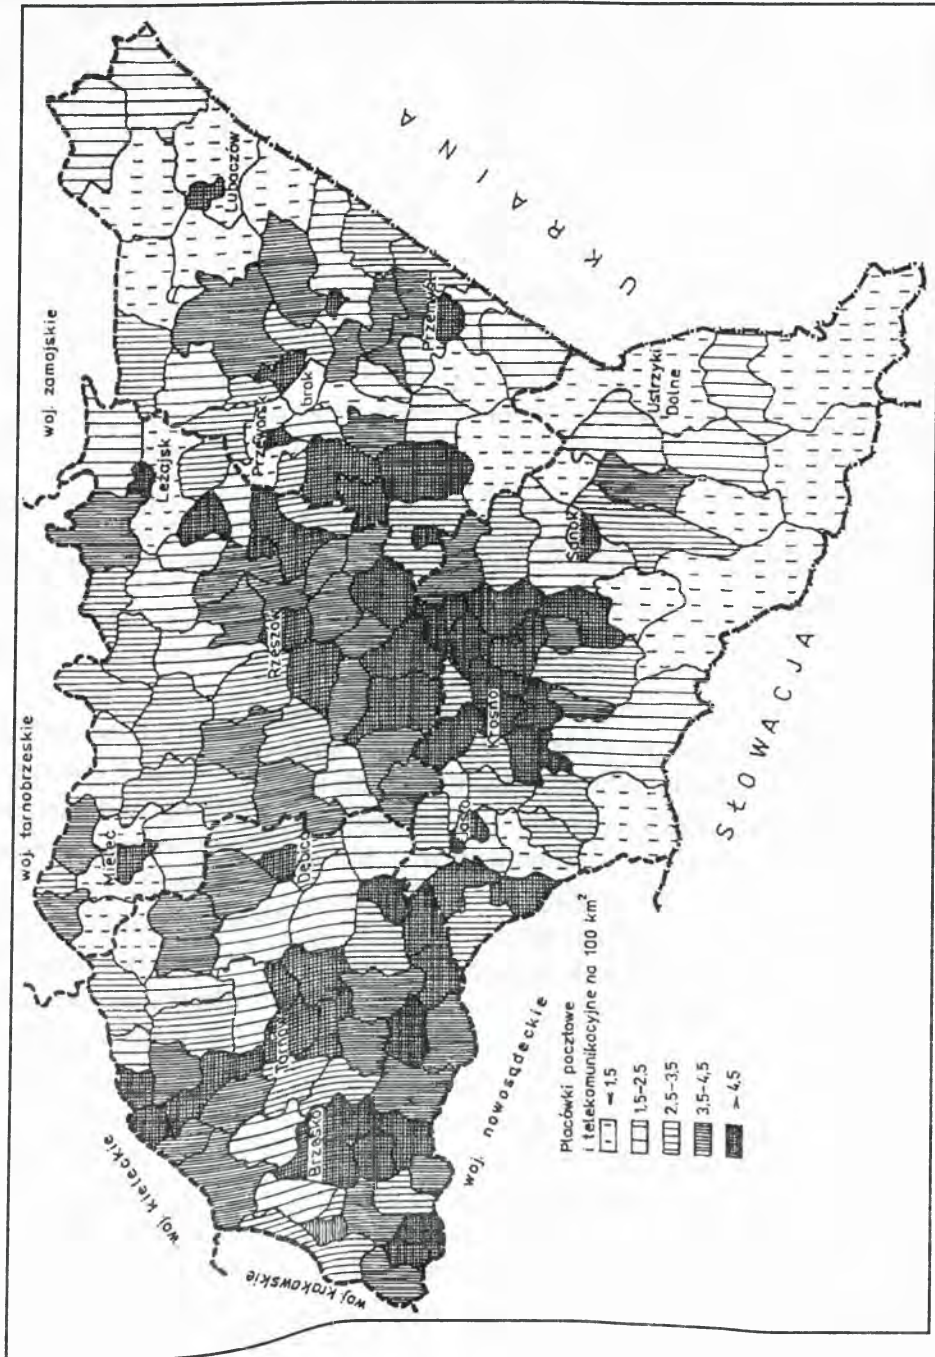 woj. tarnobrzeskie
woj. zamojskie
woj. kieleckie
woj. krakowskie
woj. nowosądeckie
U K R A I N A
S Ł O W A C J A
Mielec
Leżajsk
Lubaczów
Rzeszów
Przeworsk
brak
Przemyśl
Dębica
Tarnów
Brzesko
Jasło
Krosno
Sanok
Ustrzyki
Dolne
Placówki pocztowe
i telekomunikacyjne na 100 km²
< 1,5
1,5-2,5
2,5-3,5
3,5-4,5
> 4,5